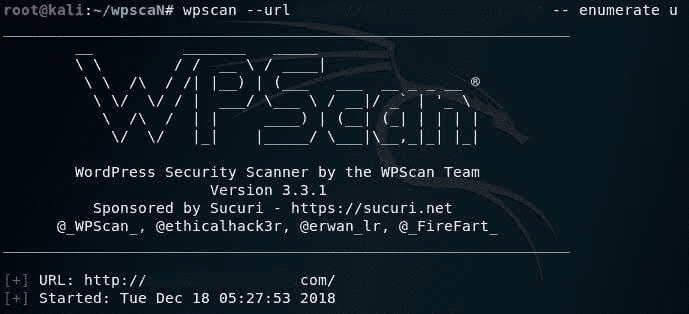 root@kali:~/wpscaN# wpscan --url -- enumerate u
WPScan ®
WordPress Security Scanner by the WPScan Team
Version 3.3.1
Sponsored by Sucuri - https://sucuri.net
@_WPScan_, @ethicalhack3r, @erwan_lr, @_FireFart_
[+] URL: http:// com/
[+] Started: Tue Dec 18 05:27:53 2018